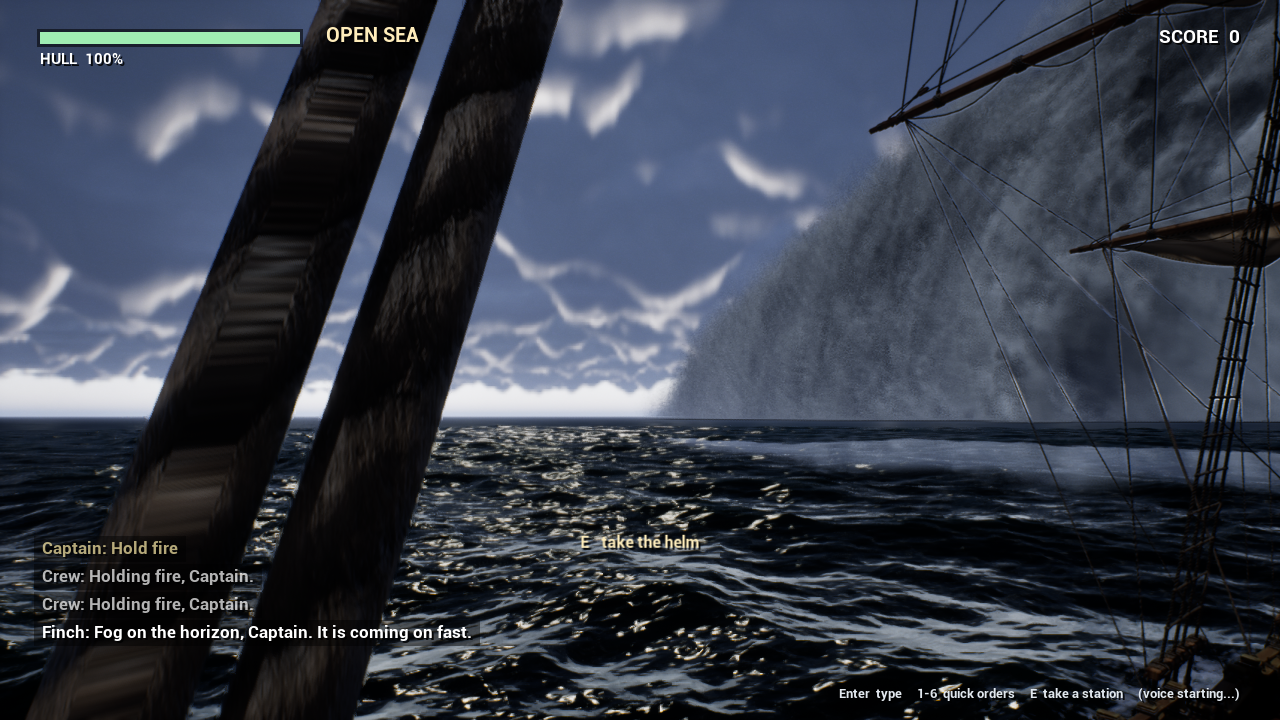 OPEN SEA
SCORE 0
HULL 100%
E take the helm
Captain: Hold fire
Crew: Holding fire, Captain.
Crew: Holding fire, Captain.
Finch: Fog on the horizon, Captain. It is coming on fast.
Enter type 1-6 quick orders E take a station (voice starting...)